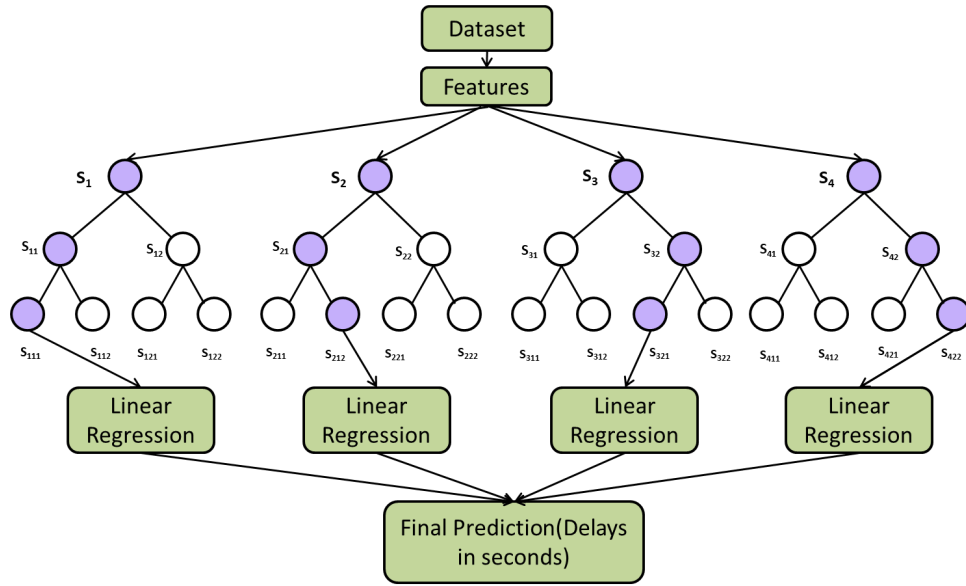 Dataset
Features
S₁
S₂
S₃
S₄
S₁₁
S₁₂
S₂₁
S₂₂
S₃₁
S₃₂
S₄₁
S₄₂
S₁₁₁
S₁₁₂
S₁₂₁
S₁₂₂
S₂₁₁
S₂₁₂
S₂₂₁
S₂₂₂
S₃₁₁
S₃₁₂
S₃₂₁
S₃₂₂
S₄₁₁
S₄₁₂
S₄₂₁
S₄₂₂
Linear
Regression
Linear
Regression
Linear
Regression
Linear
Regression
Final Prediction(Delays
in seconds)